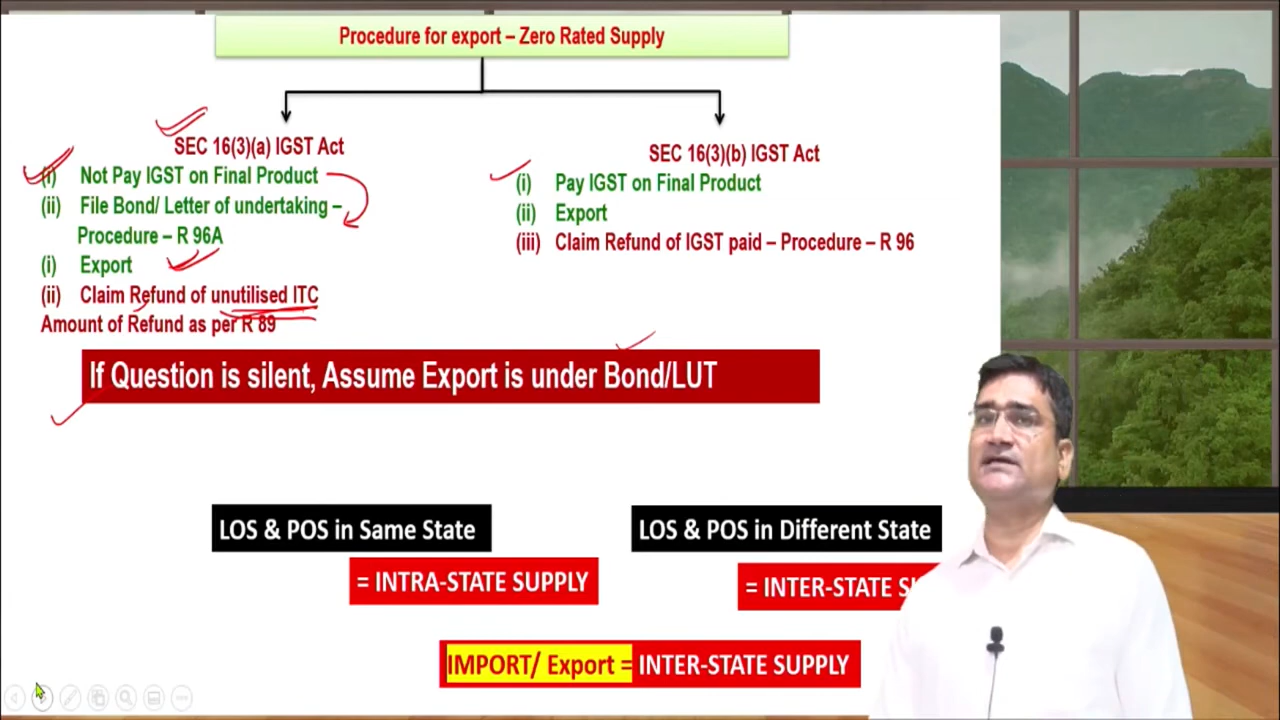 Procedure for export – Zero Rated Supply
SEC 16(3)(a) IGST Act
(i) Not Pay IGST on Final Product
(ii) File Bond/ Letter of undertaking –
Procedure – R 96A
(i) Export
(ii) Claim Refund of unutilised ITC
Amount of Refund as per R 89
SEC 16(3)(b) IGST Act
(i) Pay IGST on Final Product
(ii) Export
(iii) Claim Refund of IGST paid – Procedure – R 96
If Question is silent, Assume Export is under Bond/LUT
LOS & POS in Same State
= INTRA-STATE SUPPLY
LOS & POS in Different State
= INTER-STATE
IMPORT/ Export = INTER-STATE SUPPLY